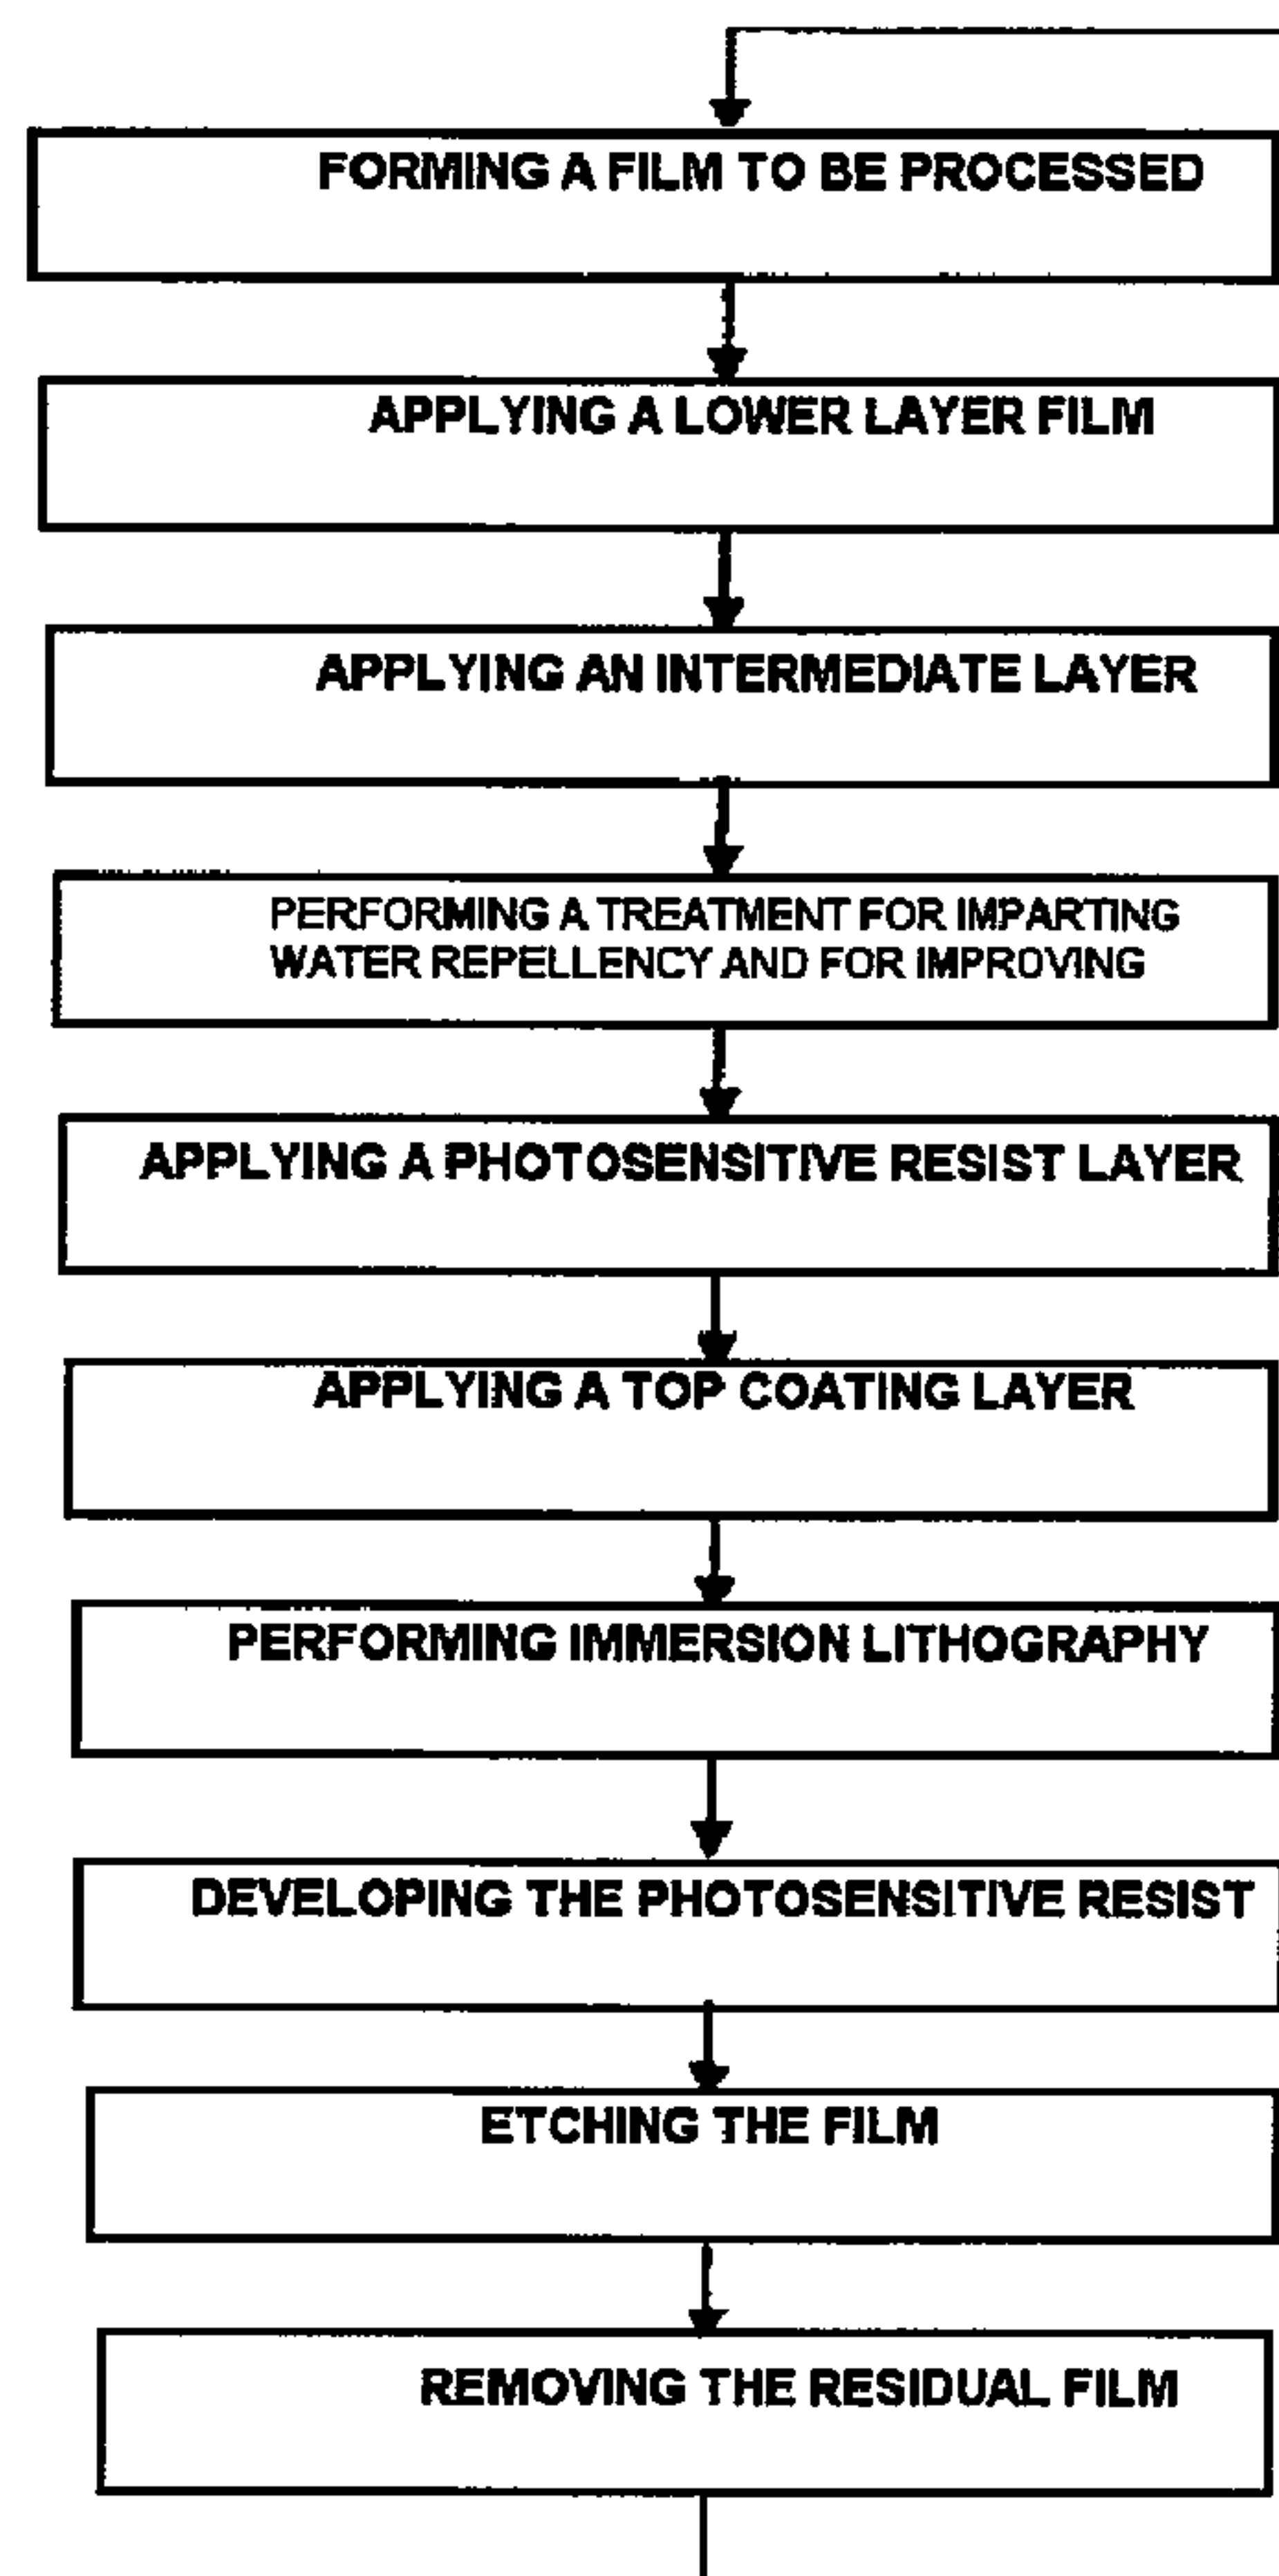 FORMING A FILM TO BE PROCESSED
APPLYING A LOWER LAYER FILM
APPLYING AN INTERMEDIATE LAYER
PERFORMING A TREATMENT FOR IMPARTING
WATER REPELLENCY AND FOR IMPROVING
APPLYING A PHOTOSENSITIVE RESIST LAYER
APPLYING A TOP COATING LAYER
PERFORMING IMMERSION LITHOGRAPHY
DEVELOPING THE PHOTOSENSITIVE RESIST
ETCHING THE FILM
REMOVING THE RESIDUAL FILM